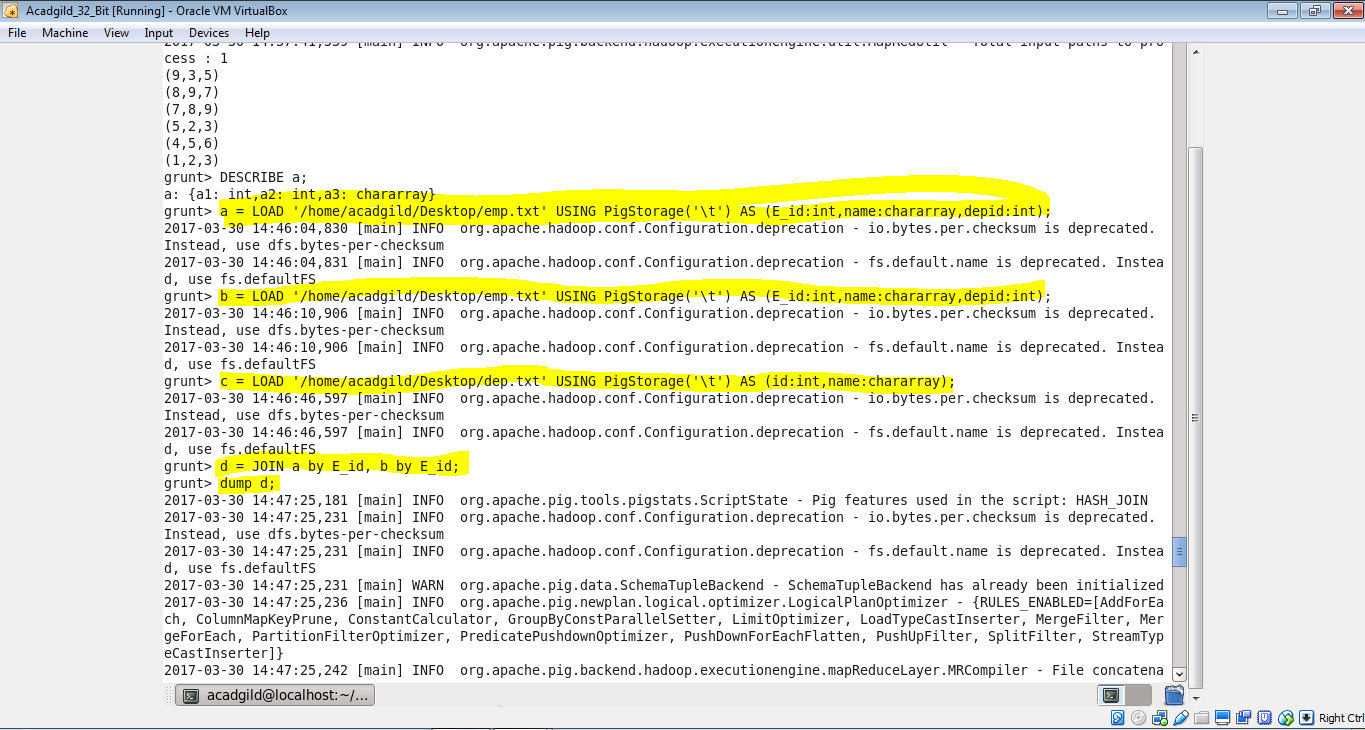 Acadgild_32_Bit [Running] - Oracle VM VirtualBox
File Machine View Input Devices Help
2017-03-30 14:37:41,559 [main] INFO org.apache.pig.backend.hadoop.executionengine.util.MapRedUtil - Total input paths to pro
cess : 1
(9,3,5)
(8,9,7)
(7,8,9)
(5,2,3)
(4,5,6)
(1,2,3)
grunt> DESCRIBE a;
a: {a1: int,a2: int,a3: chararray}
grunt> a = LOAD '/home/acadgild/Desktop/emp.txt' USING PigStorage('\t') AS (E_id:int,name:chararray,depid:int);
2017-03-30 14:46:04,830 [main] INFO org.apache.hadoop.conf.Configuration.deprecation - io.bytes.per.checksum is deprecated.
Instead, use dfs.bytes-per-checksum
2017-03-30 14:46:04,831 [main] INFO org.apache.hadoop.conf.Configuration.deprecation - fs.default.name is deprecated. Instea
d, use fs.defaultFS
grunt> b = LOAD '/home/acadgild/Desktop/emp.txt' USING PigStorage('\t') AS (E_id:int,name:chararray,depid:int);
2017-03-30 14:46:10,906 [main] INFO org.apache.hadoop.conf.Configuration.deprecation - io.bytes.per.checksum is deprecated.
Instead, use dfs.bytes-per-checksum
2017-03-30 14:46:10,906 [main] INFO org.apache.hadoop.conf.Configuration.deprecation - fs.default.name is deprecated. Instea
d, use fs.defaultFS
grunt> c = LOAD '/home/acadgild/Desktop/dep.txt' USING PigStorage('\t') AS (id:int,name:chararray);
2017-03-30 14:46:46,597 [main] INFO org.apache.hadoop.conf.Configuration.deprecation - io.bytes.per.checksum is deprecated.
Instead, use dfs.bytes-per-checksum
2017-03-30 14:46:46,597 [main] INFO org.apache.hadoop.conf.Configuration.deprecation - fs.default.name is deprecated. Instea
d, use fs.defaultFS
grunt> d = JOIN a by E_id, b by E_id;
grunt> dump d;
2017-03-30 14:47:25,181 [main] INFO org.apache.pig.tools.pigstats.ScriptState - Pig features used in the script: HASH_JOIN
2017-03-30 14:47:25,231 [main] INFO org.apache.hadoop.conf.Configuration.deprecation - io.bytes.per.checksum is deprecated.
Instead, use dfs.bytes-per-checksum
2017-03-30 14:47:25,231 [main] INFO org.apache.hadoop.conf.Configuration.deprecation - fs.default.name is deprecated. Instea
d, use fs.defaultFS
2017-03-30 14:47:25,231 [main] WARN org.apache.pig.data.SchemaTupleBackend - SchemaTupleBackend has already been initialized
2017-03-30 14:47:25,236 [main] INFO org.apache.pig.newplan.logical.optimizer.LogicalPlanOptimizer - {RULES_ENABLED=[AddForEa
ch, ColumnMapKeyPrune, ConstantCalculator, GroupByConstParallelSetter, LimitOptimizer, LoadTypeCastInserter, MergeFilter, Mer
geForEach, PartitionFilterOptimizer, PredicatePushdownOptimizer, PushDownForEachFlatten, PushUpFilter, SplitFilter, StreamTyp
eCastInserter]}
2017-03-30 14:47:25,242 [main] INFO org.apache.pig.backend.hadoop.executionengine.mapReduceLayer.MRCompiler - File concatena
acadgild@localhost:~/...
Right Ctrl